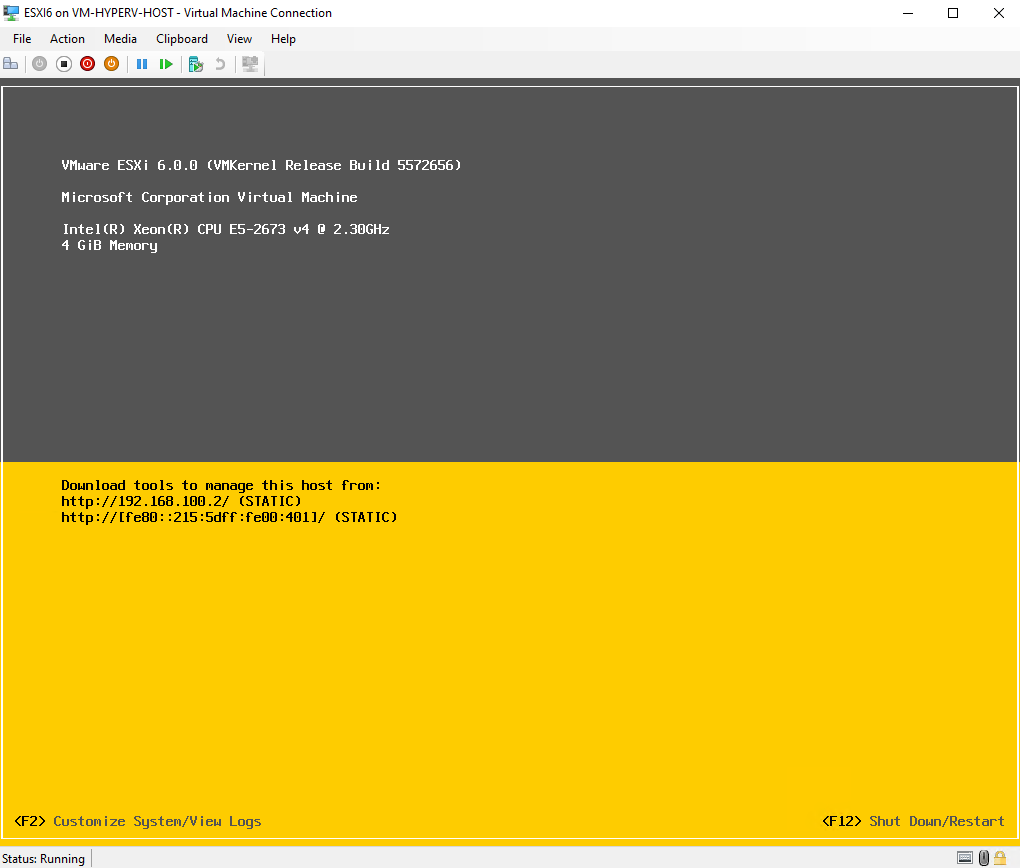 ESXI6 on VM-HYPERV-HOST - Virtual Machine Connection
File Action Media Clipboard View Help
VMware ESXi 6.0.0 (VMKernel Release Build 5572656)
Microsoft Corporation Virtual Machine
Intel(R) Xeon(R) CPU E5-2673 v4 @ 2.30GHz
4 GiB Memory
Download tools to manage this host from:
http://192.168.100.2/ (STATIC)
http://[fe80::215:5dff:fe00:401]/ (STATIC)
<F2> Customize System/View Logs <F12> Shut Down/Restart
Status: Running